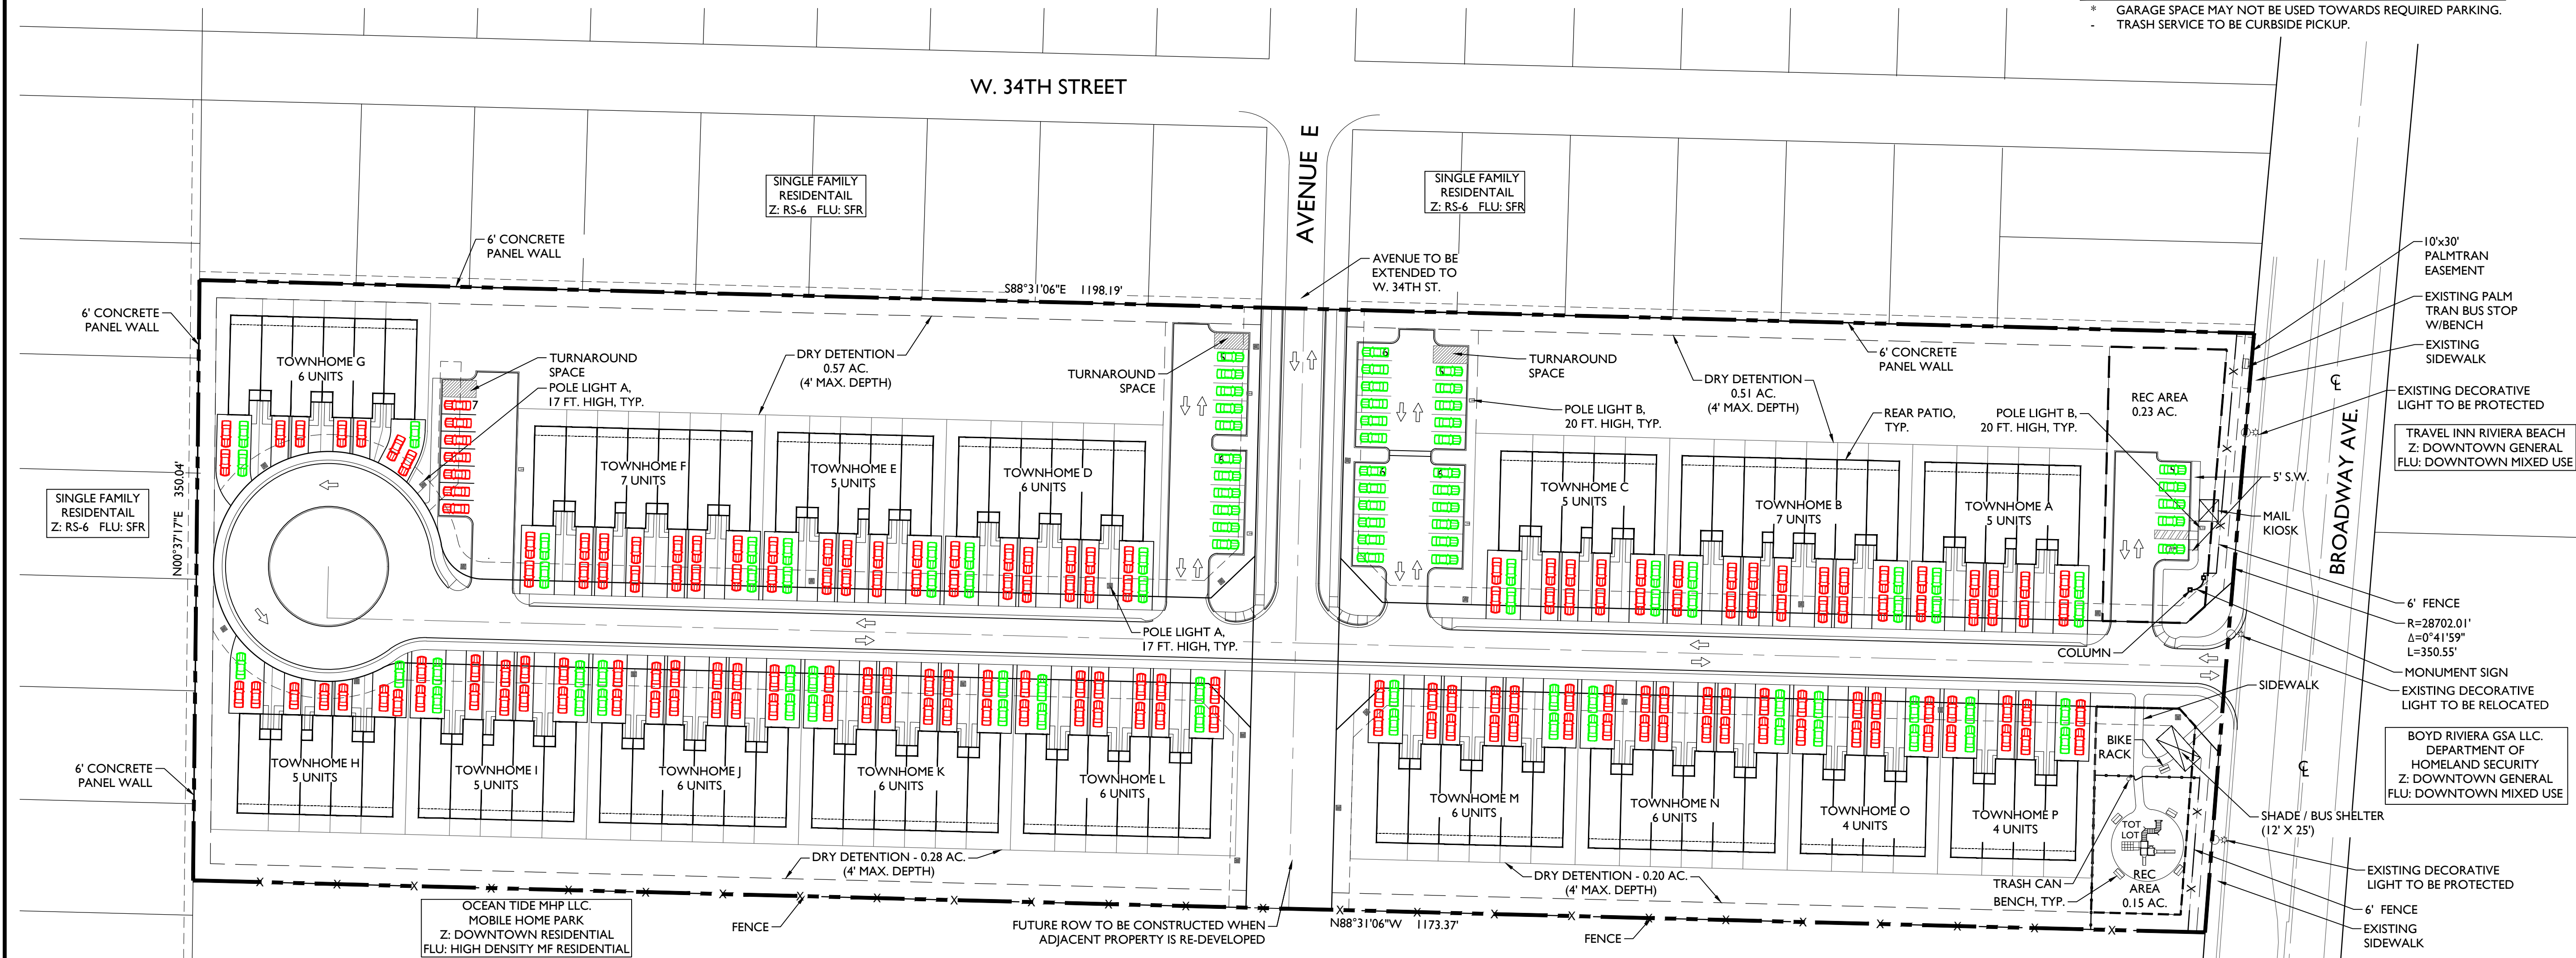 * GARAGE SPACE MAY NOT BE USED TOWARDS REQUIRED PARKING.
- TRASH SERVICE TO BE CURBSIDE PICKUP.
W. 34TH STREET
AVENUE E
SINGLE FAMILY
RESIDENTAIL
Z: RS-6 FLU: SFR
SINGLE FAMILY
RESIDENTAIL
Z: RS-6 FLU: SFR
6' CONCRETE
PANEL WALL
AVENUE TO BE
EXTENDED TO
W. 34TH ST.
S88°31'06"E 1198.19'
10'x30'
PALMTRAN
EASEMENT
EXISTING PALM
TRAN BUS STOP
W/BENCH
EXISTING
SIDEWALK
EXISTING DECORATIVE
LIGHT TO BE PROTECTED
TRAVEL INN RIVIERA BEACH
Z: DOWNTOWN GENERAL
FLU: DOWNTOWN MIXED USE
BROADWAY AVE.
6' CONCRETE
PANEL WALL
TOWNHOME G
6 UNITS
TURNAROUND
SPACE
POLE LIGHT A,
17 FT. HIGH, TYP.
7
DRY DETENTION
0.57 AC.
(4' MAX. DEPTH)
TURNAROUND
SPACE
5
6
5
TURNAROUND
SPACE
POLE LIGHT B,
20 FT. HIGH, TYP.
DRY DETENTION
0.51 AC.
(4' MAX. DEPTH)
6' CONCRETE
PANEL WALL
REAR PATIO,
TYP.
POLE LIGHT B,
20 FT. HIGH, TYP.
REC AREA
0.23 AC.
SINGLE FAMILY
RESIDENTAIL
Z: RS-6 FLU: SFR
N00°37'17"E 350.04'
TOWNHOME F
7 UNITS
TOWNHOME E
5 UNITS
TOWNHOME D
6 UNITS
6
6
6
TOWNHOME C
5 UNITS
TOWNHOME B
7 UNITS
TOWNHOME A
5 UNITS
5
5' S.W.
MAIL
KIOSK
6' FENCE
R=28702.01'
Δ=0°41'59"
L=350.55'
COLUMN
MONUMENT SIGN
EXISTING DECORATIVE
LIGHT TO BE RELOCATED
SIDEWALK
POLE LIGHT A,
17 FT. HIGH, TYP.
6' CONCRETE
PANEL WALL
TOWNHOME H
5 UNITS
TOWNHOME I
5 UNITS
TOWNHOME J
6 UNITS
TOWNHOME K
6 UNITS
TOWNHOME L
6 UNITS
TOWNHOME M
6 UNITS
TOWNHOME N
6 UNITS
TOWNHOME O
4 UNITS
TOWNHOME P
4 UNITS
BIKE
RACK
BOYD RIVIERA GSA LLC.
DEPARTMENT OF
HOMELAND SECURITY
Z: DOWNTOWN GENERAL
FLU: DOWNTOWN MIXED USE
SHADE / BUS SHELTER
(12' X 25')
TOT
LOT
REC
AREA
0.15 AC.
TRASH CAN
BENCH, TYP.
EXISTING DECORATIVE
LIGHT TO BE PROTECTED
6' FENCE
EXISTING
SIDEWALK
DRY DETENTION - 0.28 AC.
(4' MAX. DEPTH)
DRY DETENTION - 0.20 AC.
(4' MAX. DEPTH)
OCEAN TIDE MHP LLC.
MOBILE HOME PARK
Z: DOWNTOWN RESIDENTIAL
FLU: HIGH DENSITY MF RESIDENTIAL
FENCE
FUTURE ROW TO BE CONSTRUCTED WHEN
ADJACENT PROPERTY IS RE-DEVELOPED
N88°31'06"W 1173.37'
FENCE